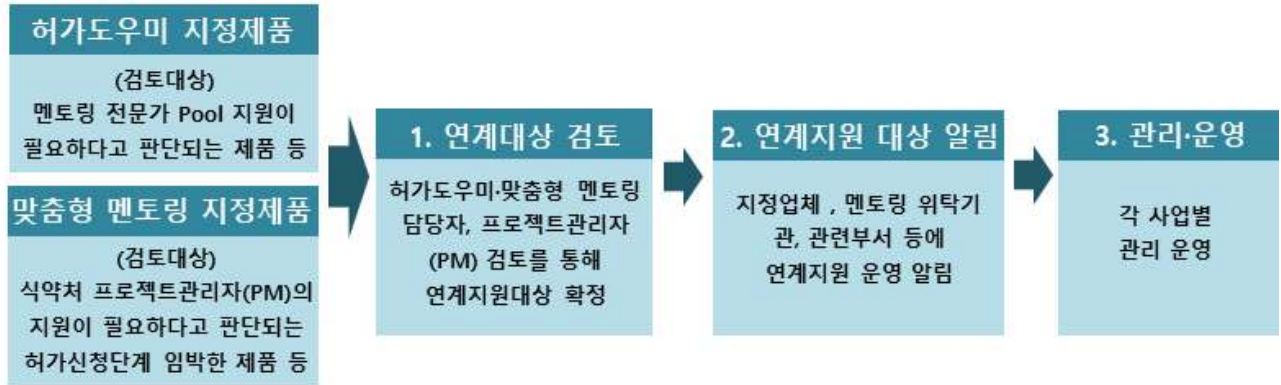 허가도우미 지정제품
(검토대상)
멘토링 전문가 Pool 지원이
필요하다고 판단되는 제품 등
맞춤형 멘토링 지정제품
(검토대상)
식약처 프로젝트관리자(PM)의
지원이 필요하다고 판단되는
허가신청단계 임박한 제품 등
1. 연계대상 검토
허가도우미·맞춤형 멘토링
담당자, 프로젝트관리자
(PM) 검토를 통해
연계지원대상 확정
2. 연계지원 대상 알림
지정업체 , 멘토링 위탁기
관, 관련부서 등에
연계지원 운영 알림
3. 관리·운영
각 사업별
관리 운영